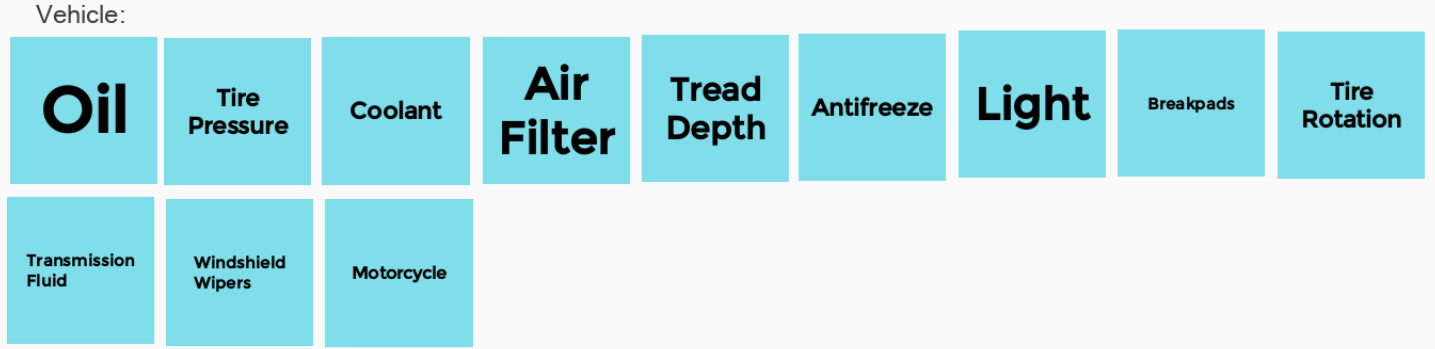 Vehicle:
Oil
Tire
Pressure
Coolant
Air
Filter
Tread
Depth
Antifreeze
Light
Breakpads
Tire
Rotation
Transmission
Fluid
Windshield
Wipers
Motorcycle